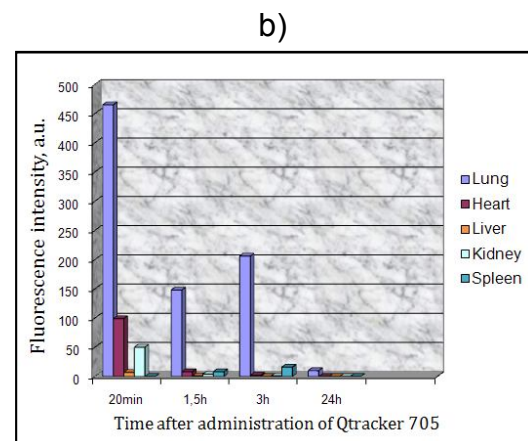 b)
Fluorescence intensity, a.u.
500
450
400
350
300
250
200
150
100
50
0
20min 1,5h 3h 24h
Time after administration of Qtracker 705
Lung
Heart
Liver
Kidney
Spleen